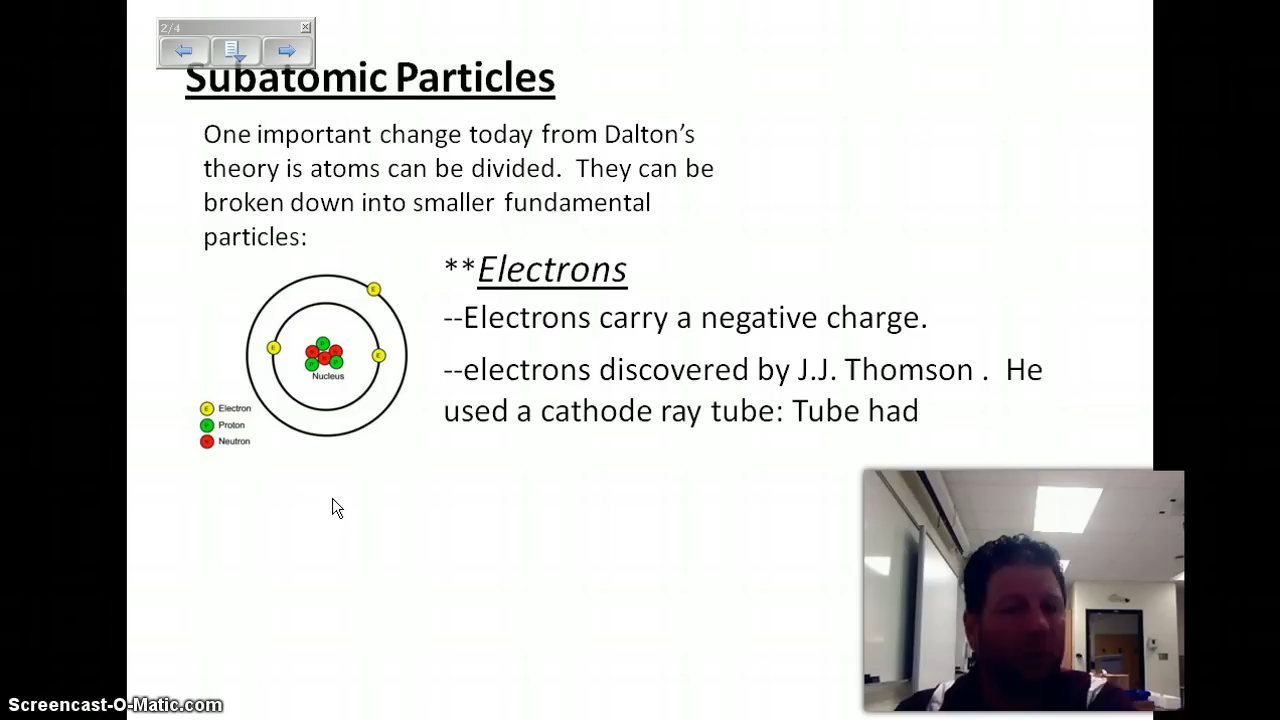 2/4
Subatomic Particles
One important change today from Dalton's
theory is atoms can be divided. They can be
broken down into smaller fundamental
particles:
**Electrons
--Electrons carry a negative charge.
--electrons discovered by J.J. Thomson . He
used a cathode ray tube: Tube had
E
E
E
P
N
N
N
P
P
Nucleus
E Electron
P Proton
N Neutron
Screencast-O-Matic.com